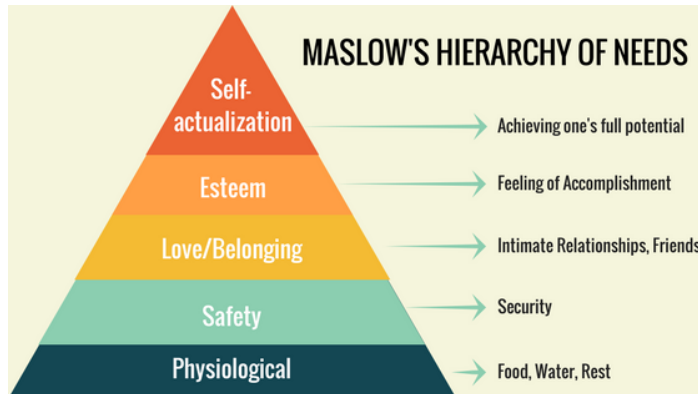 MASLOW'S HIERARCHY OF NEEDS
Self-
actualization
Achieving one's full potential
Esteem
Feeling of Accomplishment
Love/Belonging
Intimate Relationships, Friends
Safety
Security
Physiological
Food, Water, Rest